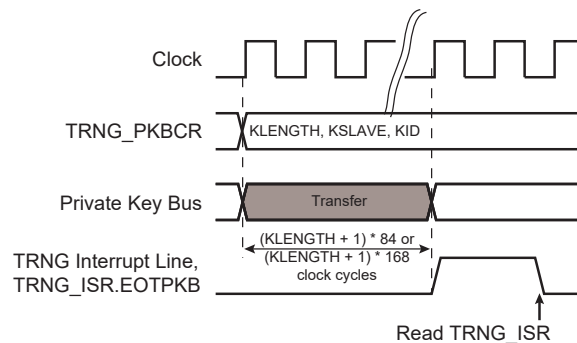 Clock
TRNG_PKBCR
KLENGTH, KSLAVE, KID
Private Key Bus
Transfer
(KLENGTH + 1) * 84 or
(KLENGTH + 1) * 168
clock cycles
TRNG Interrupt Line,
TRNG_ISR.EOTPKB
Read TRNG_ISR